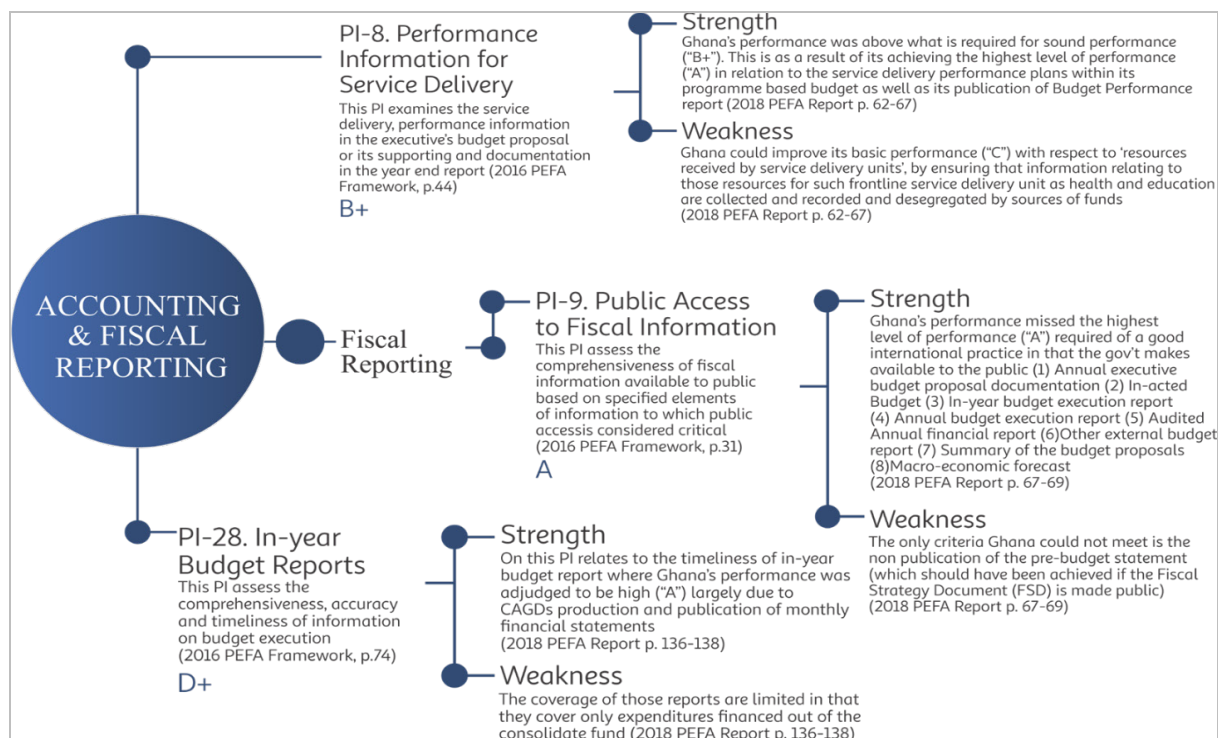 PI-8. Performance
Information for
Service Delivery
This PI examines the service
delivery, performance information
in the executive's budget proposal
or its supporting and documentation
in the year end report (2016 PEFA
Framework, p.44)
B+
Strength
Ghana's performance was above what is required for sound performance
("B+"). This is as a result of its achieving the highest level of performance
("A") in relation to the service delivery performance plans within its
programme based budget as well as its publication of Budget Performance
report (2018 PEFA Report p. 62-67)
Weakness
Ghana could improve its basic performance ("C") with respect to 'resources
received by service delivery units', by ensuring that information relating to
those resources for such frontline service delivery unit as health and education
are collected and recorded and desegregated by sources of funds
(2018 PEFA Report p. 62-67)
ACCOUNTING
& FISCAL
REPORTING
Fiscal
Reporting
PI-9. Public Access
to Fiscal Information
This PI assess the
comprehensiveness of fiscal
information available to public
based on specified elements
of information to which public
accessis considered critical
(2016 PEFA Framework, p.31)
A
Strength
Ghana's performance missed the highest
level of performance ("A") required of a good
international practice in that the gov't makes
available to the public (1) Annual executive
budget proposal documentation (2) In-acted
Budget (3) In-year budget execution report
(4) Annual budget execution report (5) Audited
Annual financial report (6)Other external budget
report (7) Summary of the budget proposals
(8)Macro-economic forecast
(2018 PEFA Report p. 67-69)
Weakness
The only criteria Ghana could not meet is the
non publication of the pre-budget statement
(which should have been achieved if the Fiscal
Strategy Document (FSD) is made public)
(2018 PEFA Report p. 67-69)
PI-28. In-year
Budget Reports
This PI assess the
comprehensiveness, accuracy
and timeliness of information
on budget execution
(2016 PEFA Framework, p.74)
D+
Strength
On this PI relates to the timeliness of in-year
budget report where Ghana's performance was
adjudged to be high ("A") largely due to
CAGDs production and publication of monthly
financial statements
(2018 PEFA Report p. 136-138)
Weakness
The coverage of those reports are limited in that
they cover only expenditures financed out of the
consolidate fund (2018 PEFA Report p. 136-138)